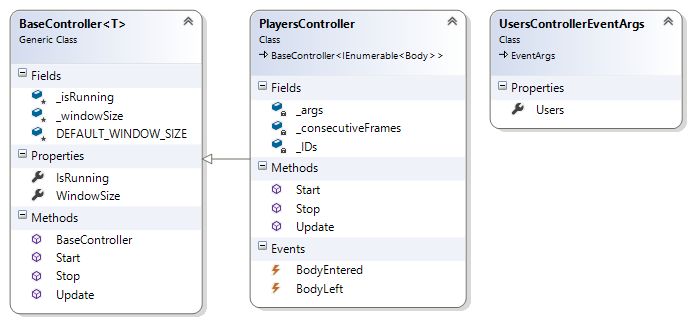 BaseController<T>
Generic Class
Fields
_isRunning
_windowSize
DEFAULT_WINDOW_SIZE
Properties
IsRunning
WindowSize
Methods
BaseController
Start
Stop
Update
PlayersController
Class
BaseController<IEnumerable<Body>>
Fields
_args
_consecutiveFrames
_IDs
Methods
Start
Stop
Update
Events
BodyEntered
BodyLeft
UsersControllerEventArgs
Class
EventArgs
Properties
Users